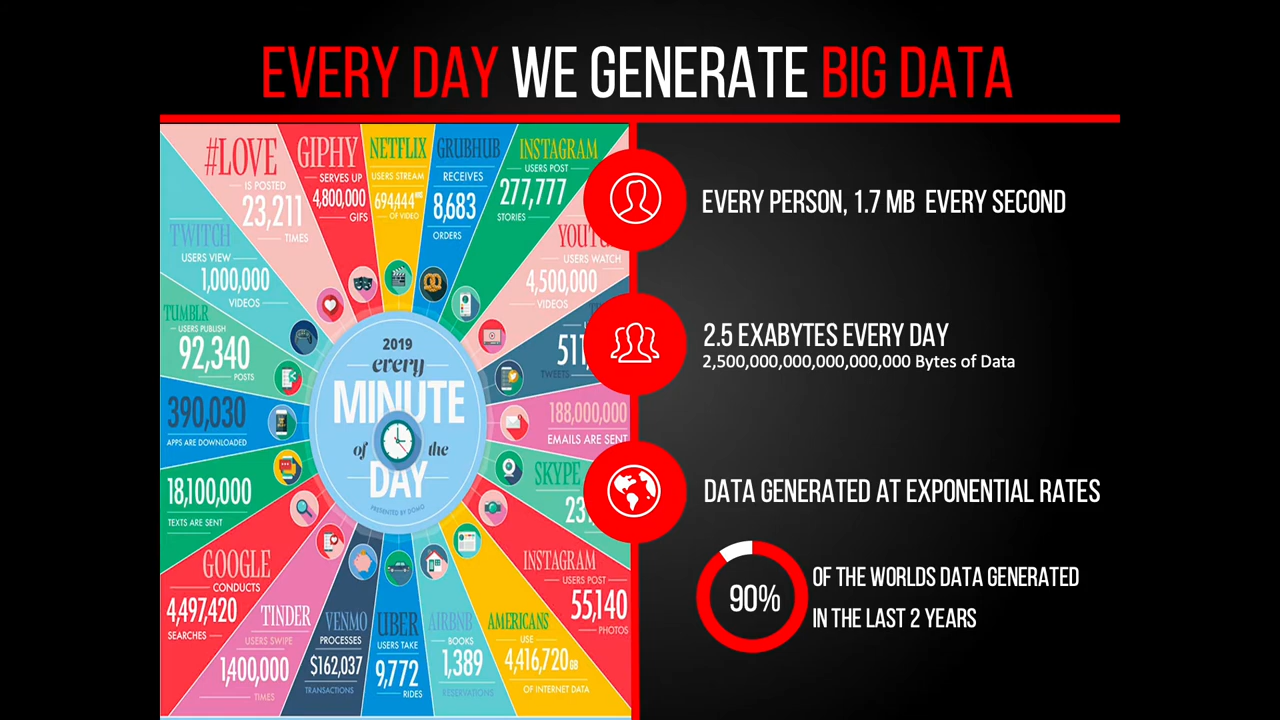 EVERY DAY WE GENERATE BIG DATA
#LOVE
IS POSTED
23,211
TIMES
GIPHY
SERVES UP
4,800,000
GIFS
NETFLIX
USERS STREAM
694,444
OF VIDEO
GRUBHUB
RECEIVES
8,683
ORDERS
INSTAGRAM
USERS POST
277,777
STORIES
USERS WATCH
4,500,000
VIDEOS
TWEETS
188,000,000
EMAILS ARE SENT
SKYPE
INSTAGRAM
USERS POST
55,140
PHOTOS
AMERICANS
USE
4,416,720 GB
OF INTERNET DATA
AIRBNB
BOOKS
1,389
RESERVATIONS
UBER
USERS TAKE
9,772
RIDES
VENMO
PROCESSES
$162,037
TRANSACTIONS
TINDER
USERS SWIPE
1400,000
TIMES
GOOGLE
CONDUCTS
4,497,420
SEARCHES
18,100,000
TEXTS ARE SENT
390,030
APPS ARE DOWNLOADED
TUMBLR
USERS PUBLISH
92,340
POSTS
TWITCH
USERS VIEW
1,000,000
VIDEOS
2019
every
MINUTE
of the
DAY
PRESENTED BY DOMO
EVERY PERSON, 1.7 MB EVERY SECOND
2.5 EXABYTES EVERY DAY
2,500,000,000,000,000,000 Bytes of Data
DATA GENERATED AT EXPONENTIAL RATES
90%
OF THE WORLDS DATA GENERATED
IN THE LAST 2 YEARS